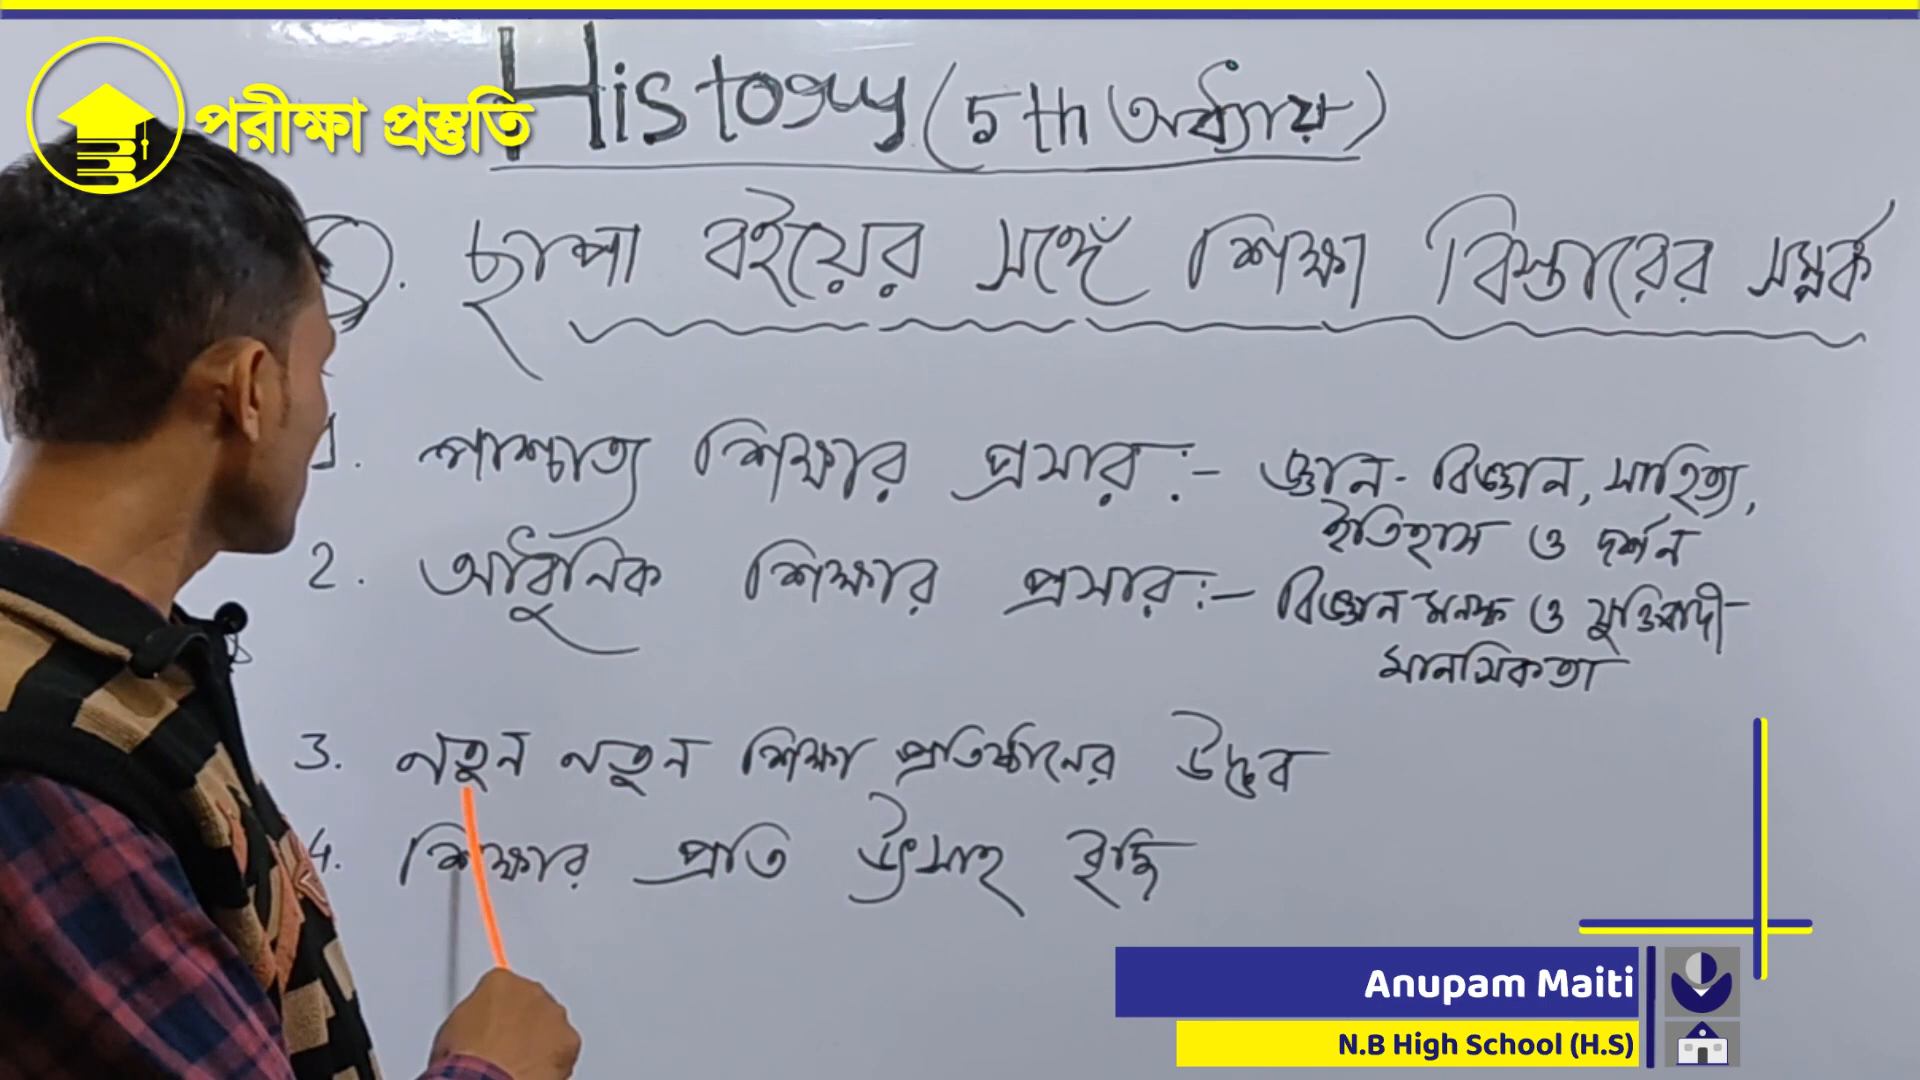 পরীক্ষা প্রস্তুতি
History (5th অধ্যায়)
ছাপা বইয়ের সঙ্গে শিক্ষা বিস্তারের সম্পর্ক
1. পাশ্চাত্য শিক্ষার প্রসার :- জ্ঞান-বিজ্ঞান, সাহিত্য,
ইতিহাস ও দর্শন
2. আধুনিক শিক্ষার প্রসার :- বিজ্ঞান মনস্ক ও যুক্তিবাদী
মানসিকতা
3. নতুন নতুন শিক্ষা প্রতিষ্ঠানের উদ্ভব
4. শিক্ষার প্রতি উৎসাহ বৃদ্ধি
Anupam Maiti
N.B High School (H.S)